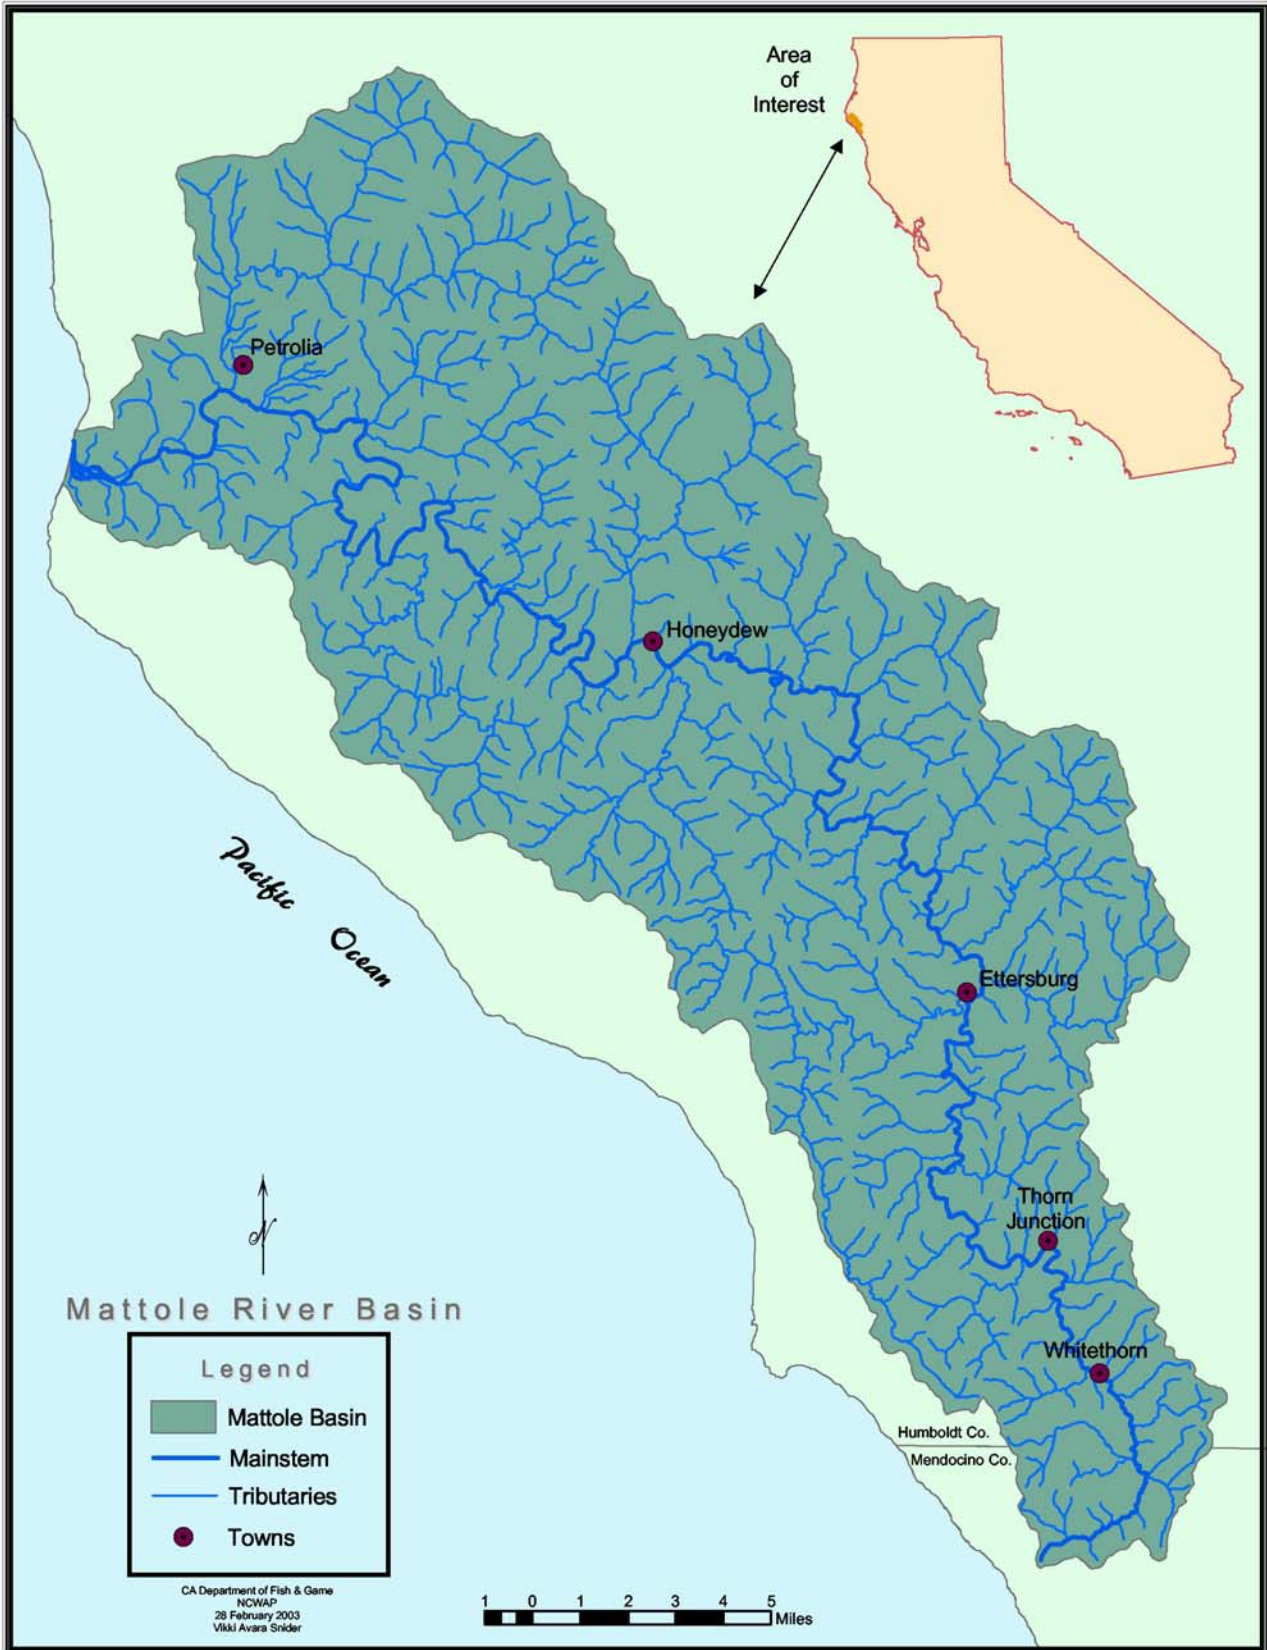 Area
of
Interest
Petrolia
Honeydew
Pacific
Ocean
Ettersburg
Thorn
Junction
N
Mattole River Basin
Whitethorn
Legend
Mattole Basin
Mainstem
Tributaries
Towns
Humboldt Co.
Mendocino Co.
CA Department of Fish & Game
NCWAP
28 February 2003
Vikki Avara Snider
1 0 1 2 3 4 5
Miles